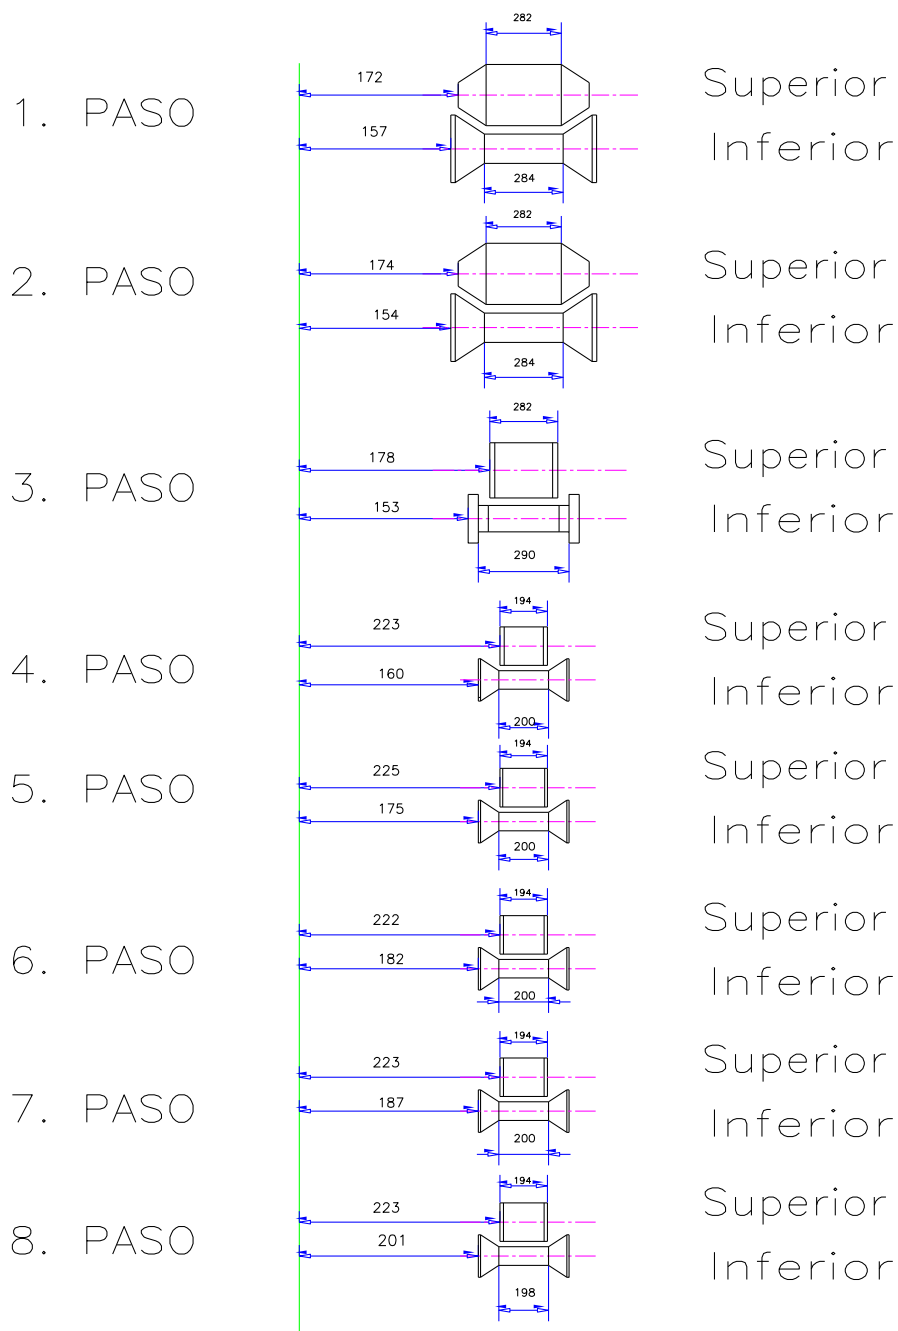 282
172
Superior
1. PASO
157
Inferior
284
282
174
Superior
2. PASO
154
Inferior
284
282
178
Superior
3. PASO
153
Inferior
290
194
223
Superior
4. PASO
160
Inferior
200
194
225
Superior
5. PASO
175
Inferior
200
194
222
Superior
6. PASO
182
Inferior
200
194
223
Superior
7. PASO
187
Inferior
200
194
223
Superior
8. PASO
201
Inferior
198